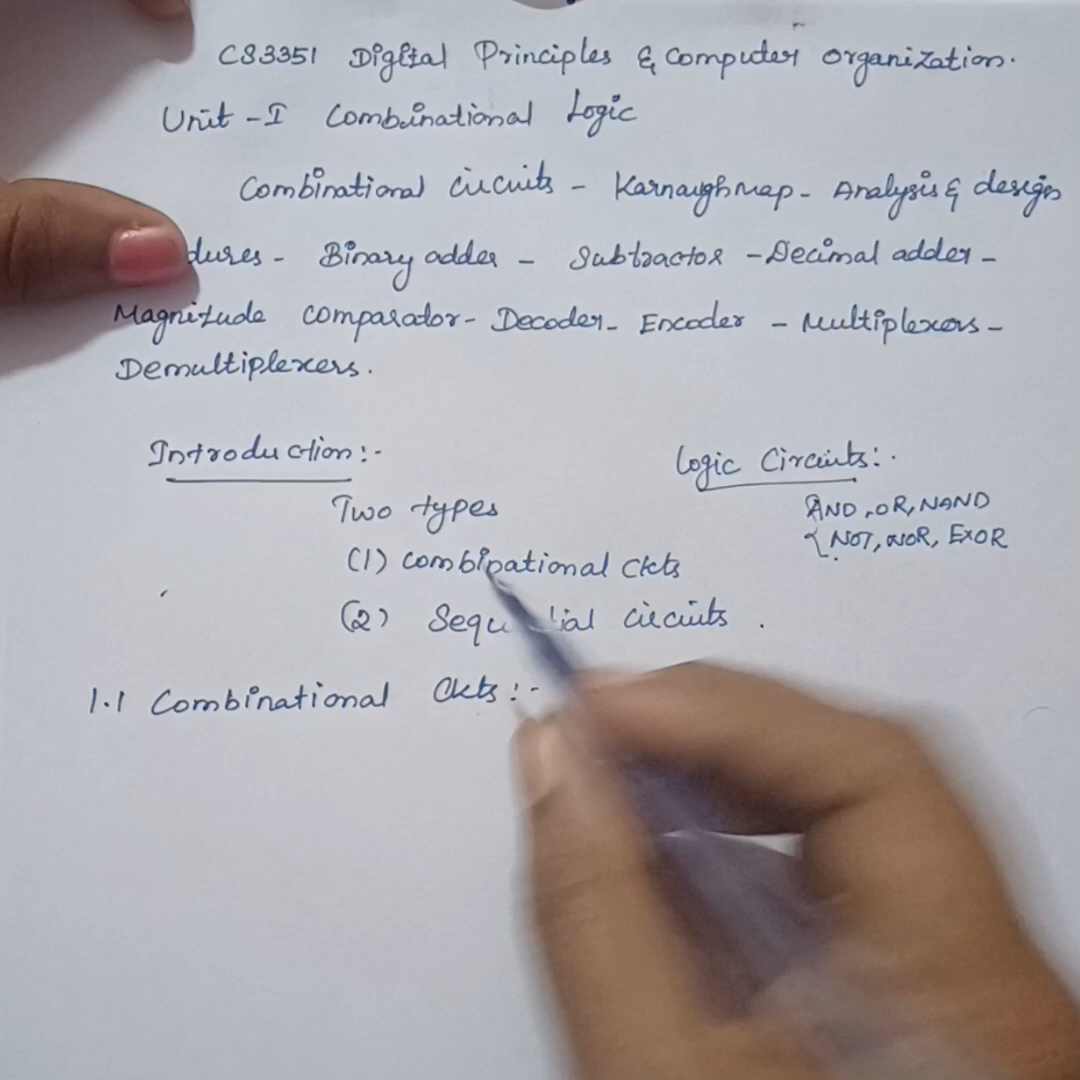 CS3351 Digital Principles & Computer Organization.
Unit - I Combinational Logic
Combinational circuits - Karnaugh Map - Analysis & design
dures - Binary adder - Subtractor - Decimal adder -
Magnitude comparator - Decoder - Encoder - Multiplexers -
Demultiplexers.
Introduction :-
Logic Circuits :-
Two types
AND, OR, NAND
(1) Combinational Ckts
NOT, NOR, EXOR
(2) circuits.
1.1 Combinational Ckts :-